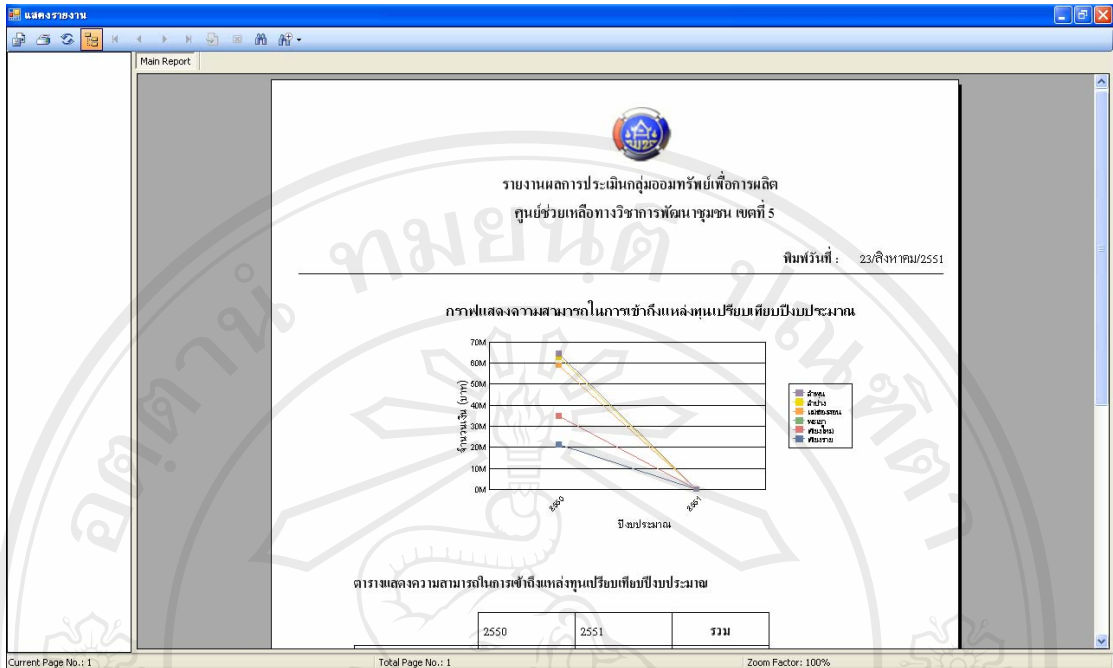 แสดงรายงาน
Main Report
รายงานผลการประเมินกลุ่มออมทรัพย์เพื่อการผลิต
ศูนย์ช่วยเหลือทางวิชาการพัฒนาชุมชน เขตที่ 5
พิมพ์วันที่ : 23/สิงหาคม/2551
กราฟแสดงความสามารถในการเข้าถึงแหล่งทุนเปรียบเทียบปีงบประมาณ
70M
60M
50M
40M
30M
20M
10M
0M
จำนวนเงิน (บาท)
2550
2551
ปีงบประมาณ
ลำพูน
ลำปาง
แม่ฮ่องสอน
พะเยา
เชียงใหม่
เชียงราย
ตารางแสดงความสามารถในการเข้าถึงแหล่งทุนเปรียบเทียบปีงบประมาณ
2550 2551 รวม
Current Page No.: 1 Total Page No.: 1 Zoom Factor: 100%